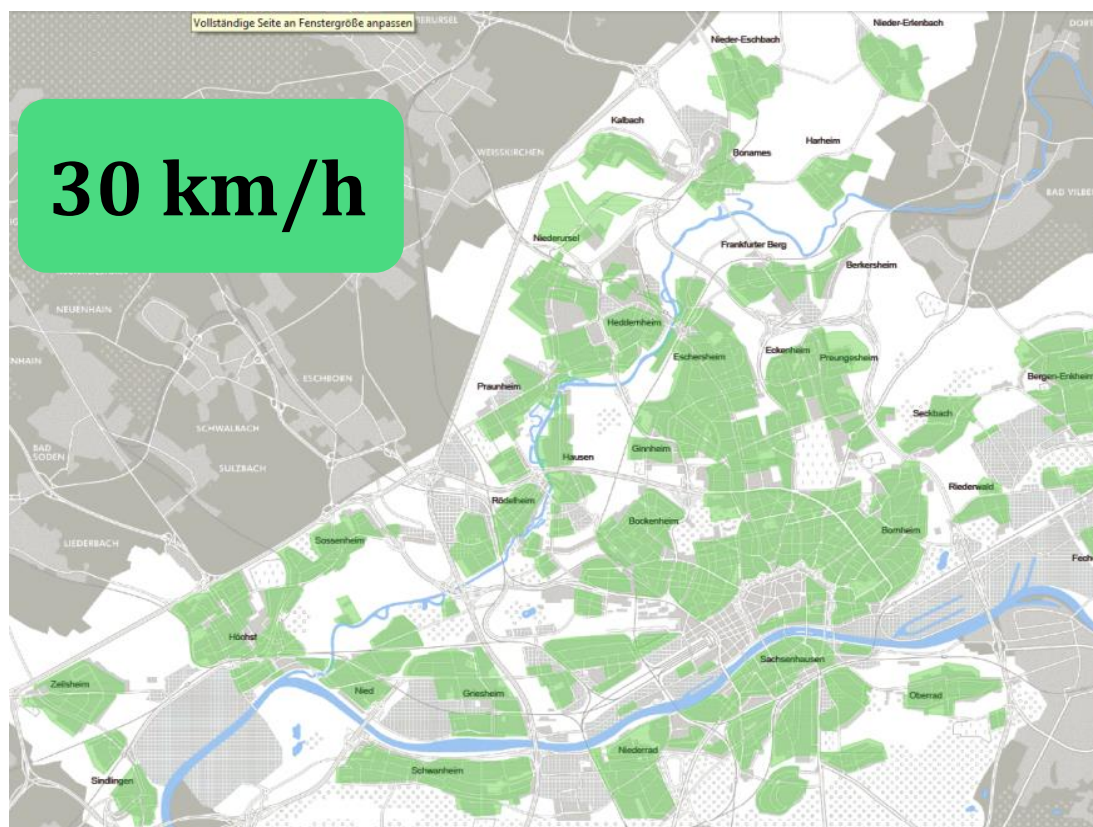 Vollständige Seite an Fenstergröße anpassen
Nieder-Erlenbach
Nieder-Eschbach
30 km/h
Kalbach
Harheim
WEISSKIRCHEN
Bonames
BAD VILBE
Niederursel
Frankfurter Berg
Berkersheim
NEUENHAIN
Heddernheim
Eschersheim
Eckenheim
Preungesheim
ESCHBORN
Bergen-Enkheim
Praunheim
Seckbach
SCHWALBACH
BAD
SODEN
Ginnheim
Hausen
SULZBACH
Riederwald
Rödelheim
Bockenheim
Bornheim
Sossenheim
LIEDERBACH
Feche
Höchst
Sachsenhausen
Zeilsheim
Nied
Griesheim
Oberrad
Niederrad
Schwanheim
Sindlingen